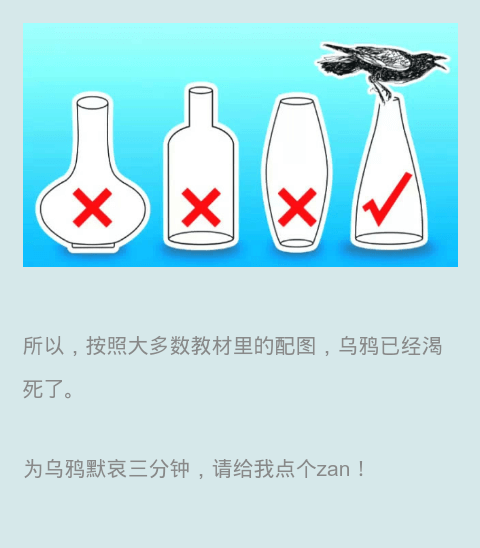 所以，按照大多数教材里的配图，乌鸦已经渴
死了。
为乌鸦默哀三分钟，请给我点个zan！